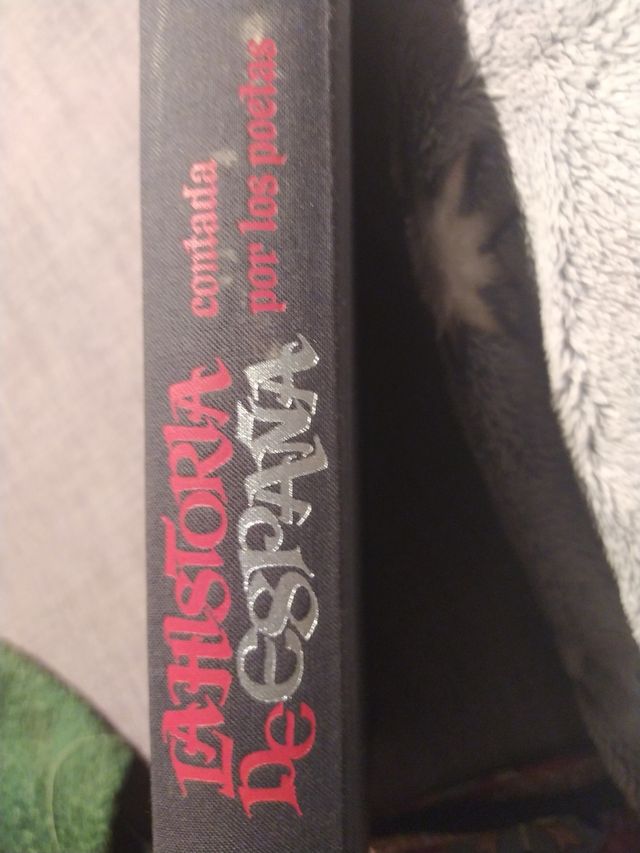 LA HISTORIA
DE ESPAÑA
contada
por los poetas